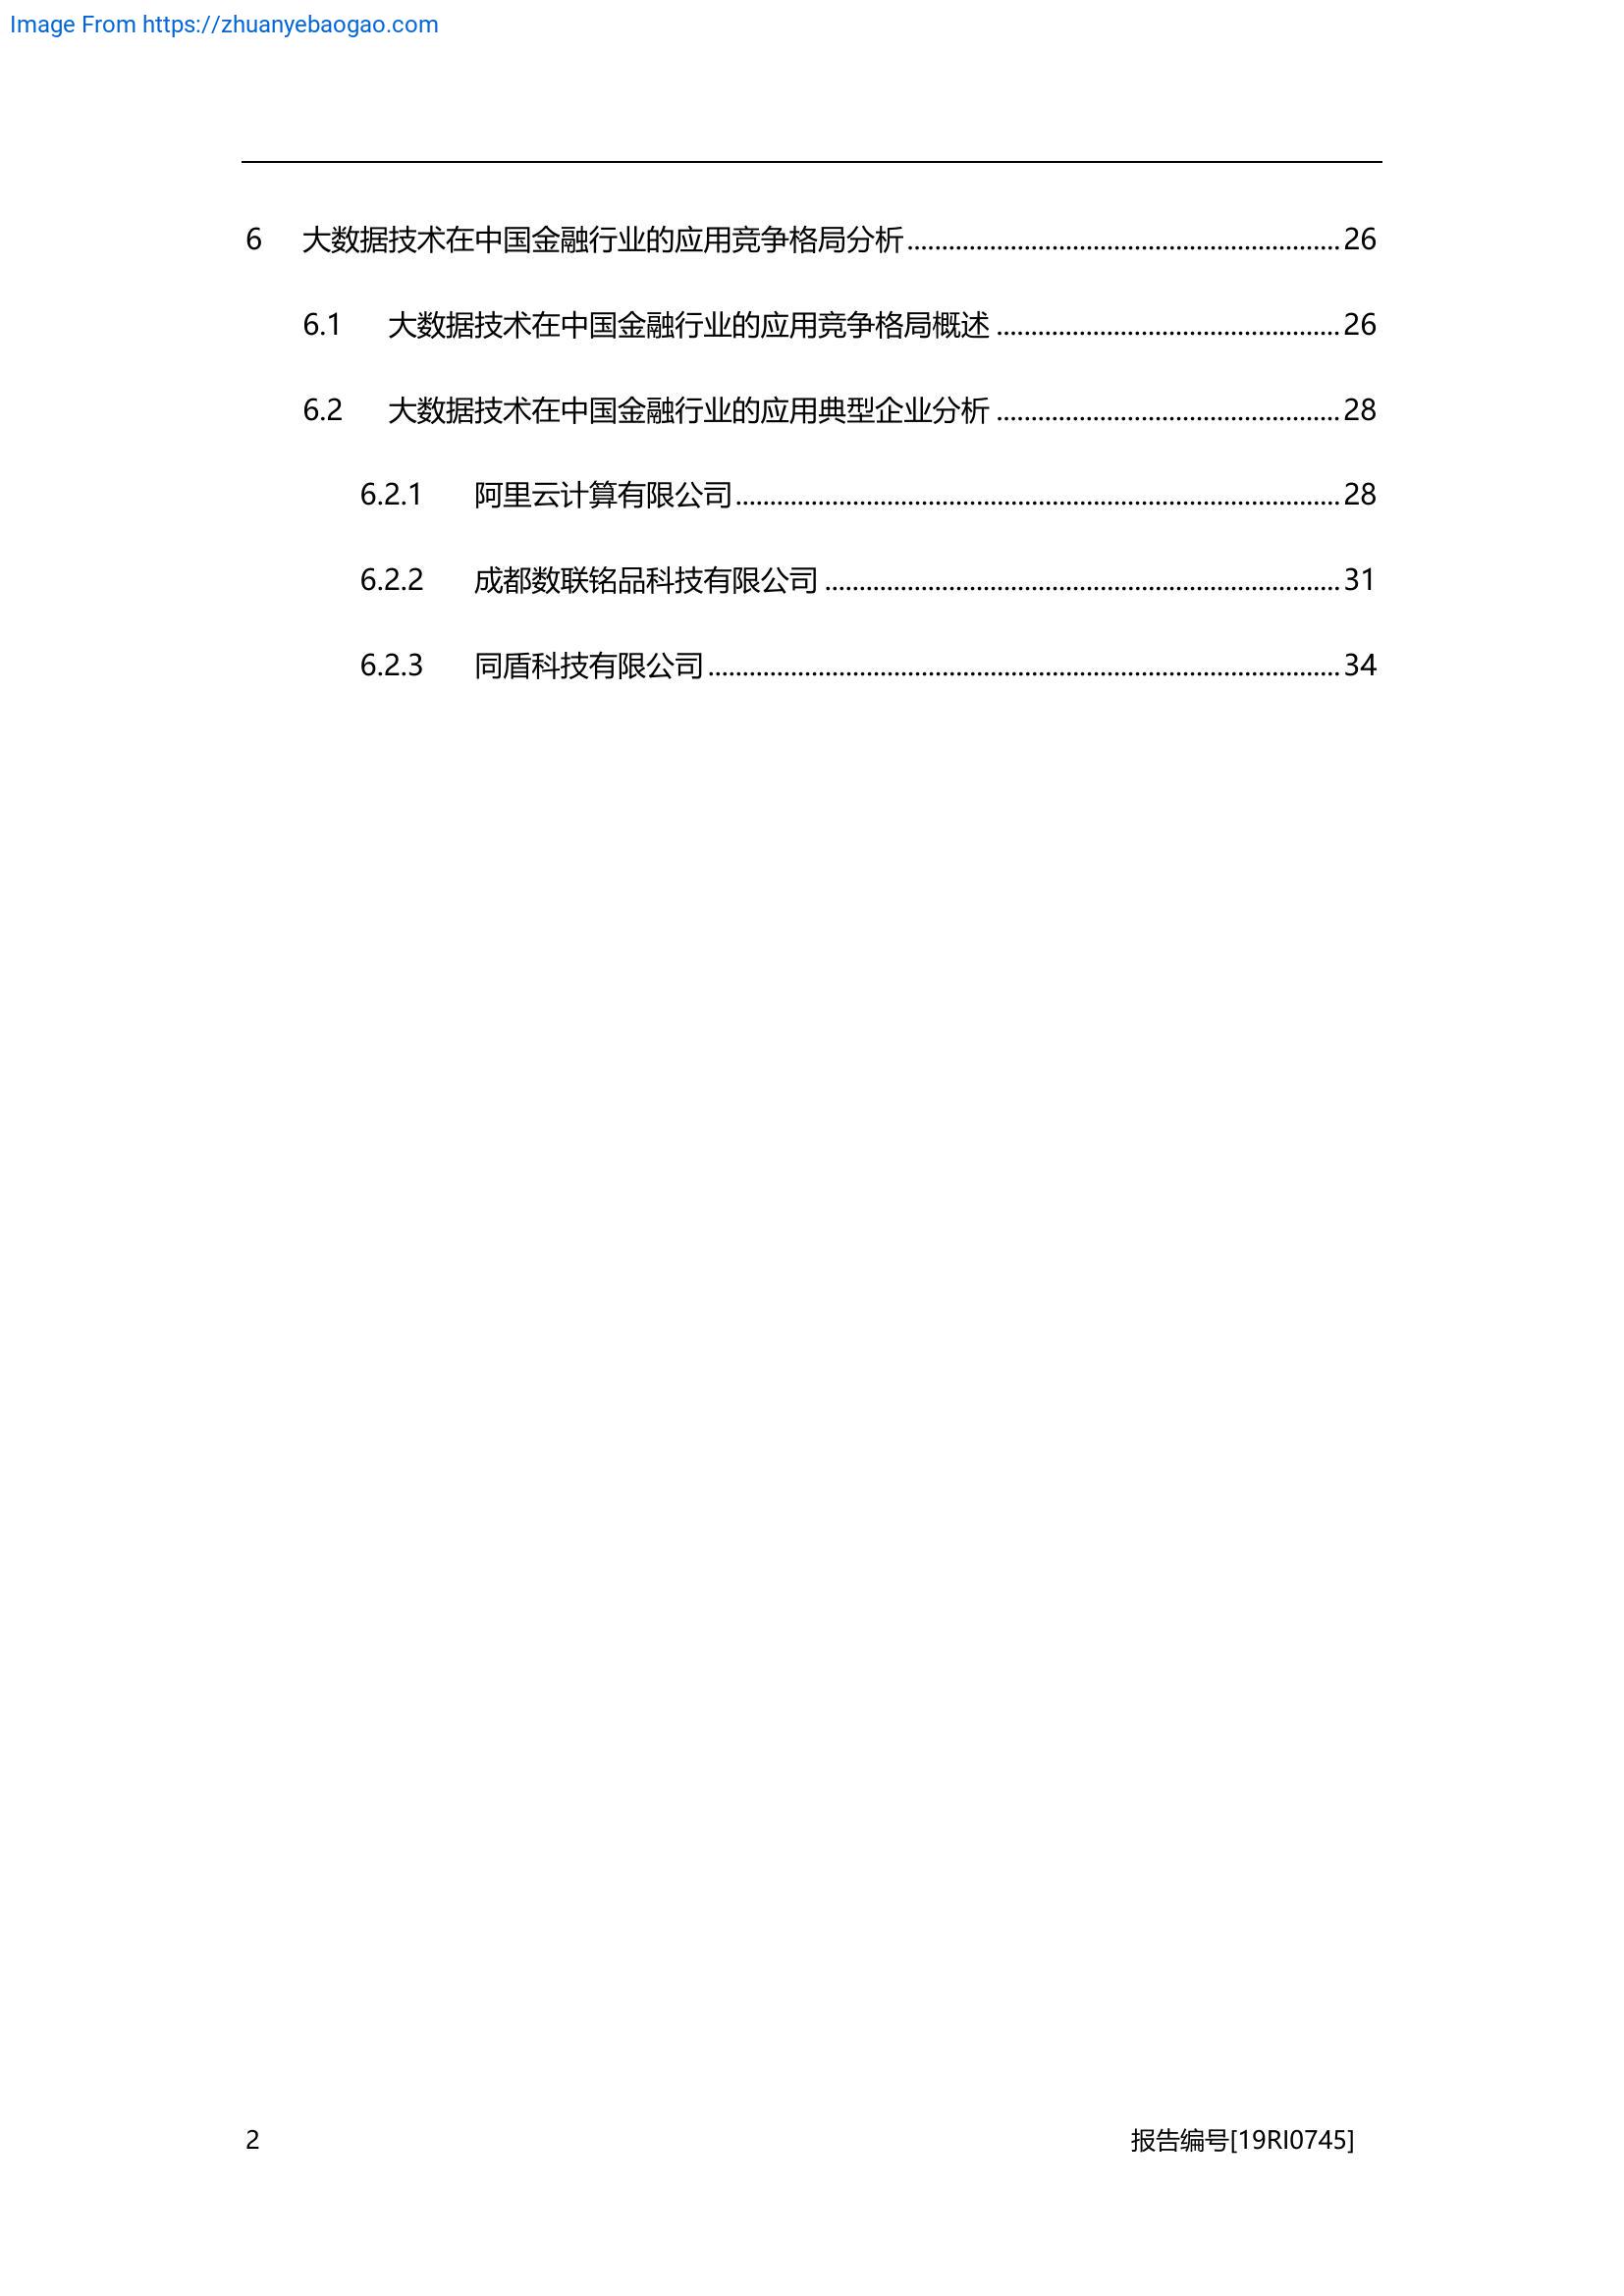 Image From https://zhuanyebaogao.com
6 大数据技术在中国金融行业的应用竞争格局分析 26
6.1 大数据技术在中国金融行业的应用竞争格局概述 26
6.2 大数据技术在中国金融行业的应用典型企业分析 28
6.2.1 阿里云计算有限公司 28
6.2.2 成都数联铭品科技有限公司 31
6.2.3 同盾科技有限公司 34
2 报告编号[19RI0745]